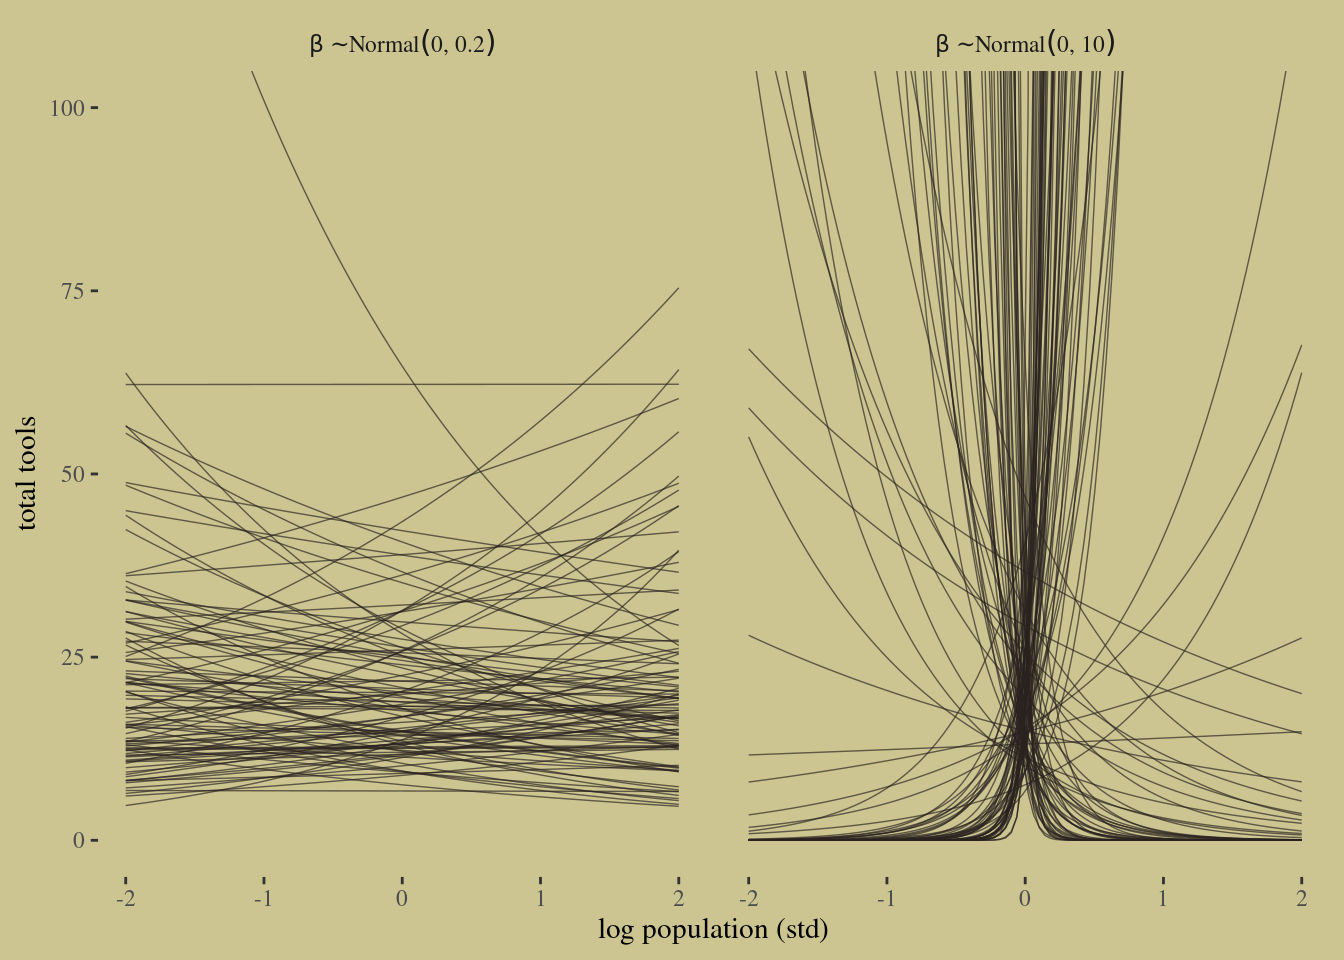 β ~Normal(0, 0.2)
β ~Normal(0, 10)
100
75
50
25
0
total tools
-2 -1 0 1 2
-2 -1 0 1 2
log population (std)